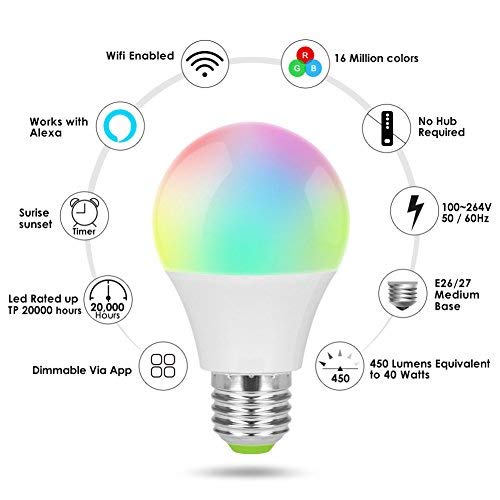 Wifi Enabled
R
G B
16 Million colors
Works with
Alexa
No Hub
Required
Surise
sunset
Timer
100~264V
50 / 60Hz
Led Rated up
TP 20000 hours
20,000
Hours
E26/27
Medium
Base
Dimmable Via App
450
450 Lumens Equivalent
to 40 Watts